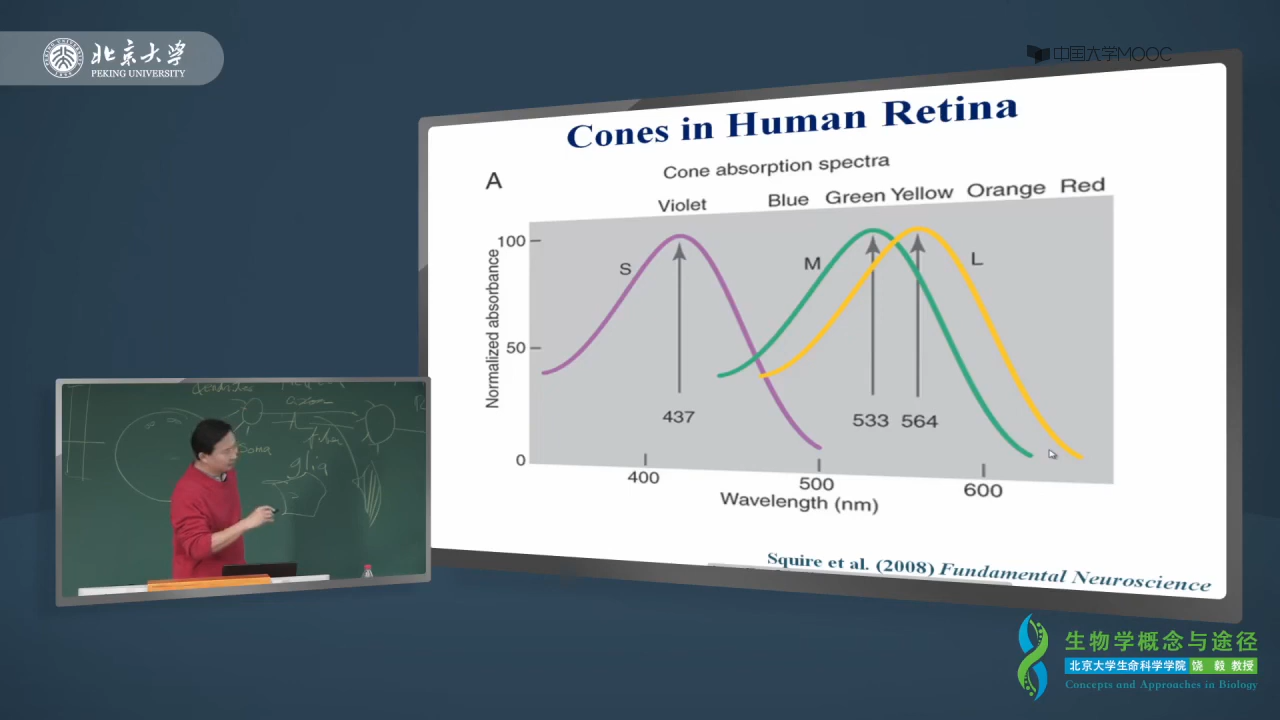 北京大学
PEKING UNIVERSITY
中国大学MOOC
Cones in Human Retina
A
Cone absorption spectra
Violet Blue Green Yellow Orange Red
Normalized absorbance
100
50
0
S
M
L
437
533
564
400
500
600
Wavelength (nm)
Squire et al. (2008) Fundamental Neuroscience
dendrites
axon
soma
glia
生物学概念与途径
北京大学生命科学学院 饶 毅 教授
Concepts and Approaches in Biology